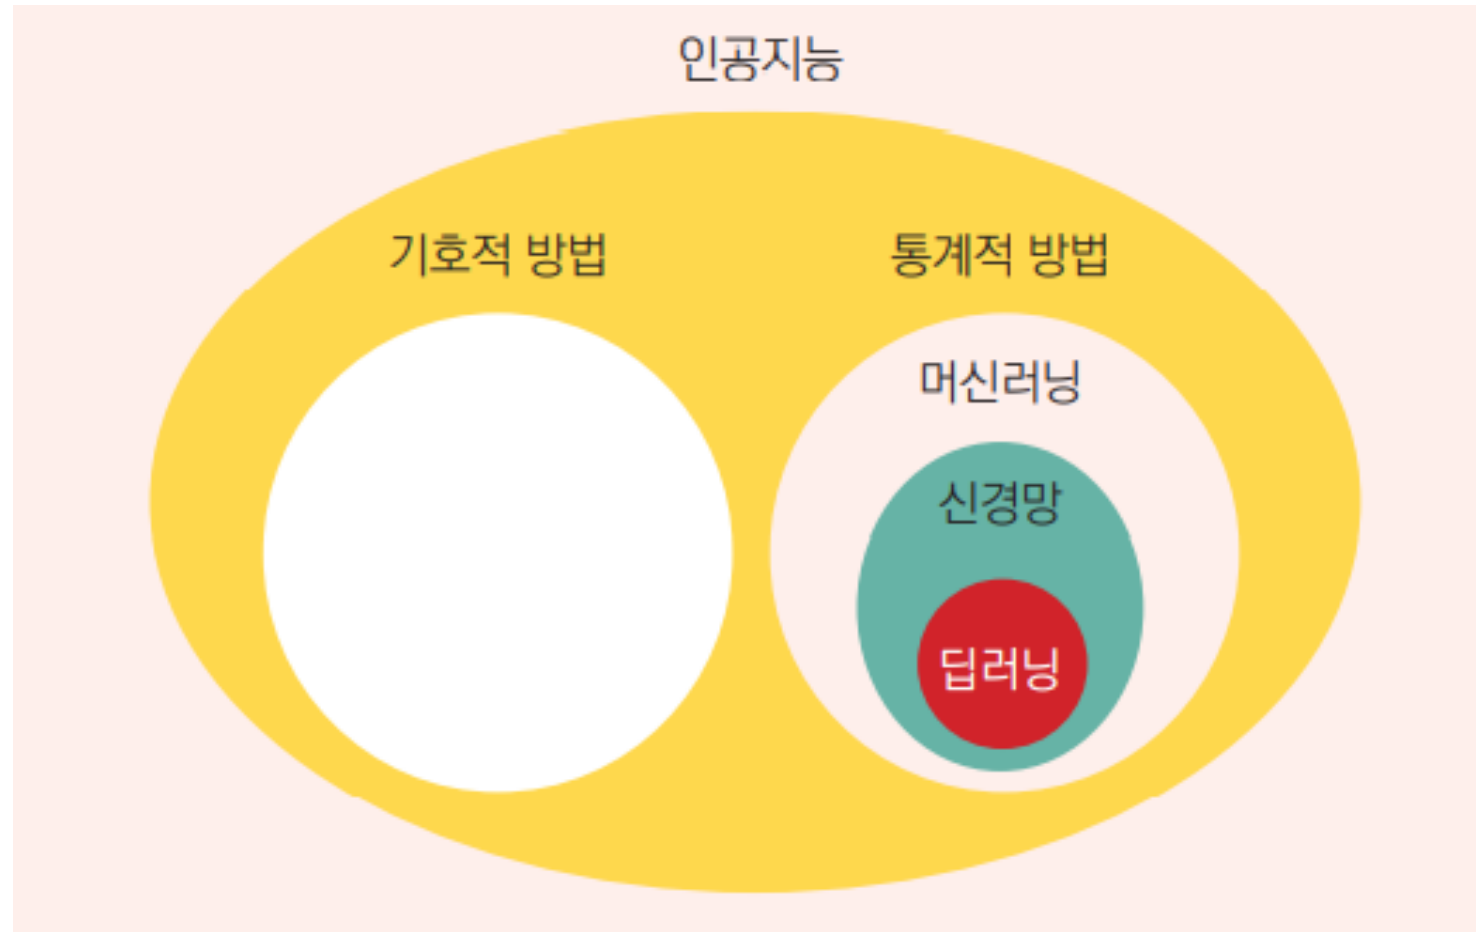 인공지능
기호적 방법
통계적 방법
머신러닝
신경망
딥러닝